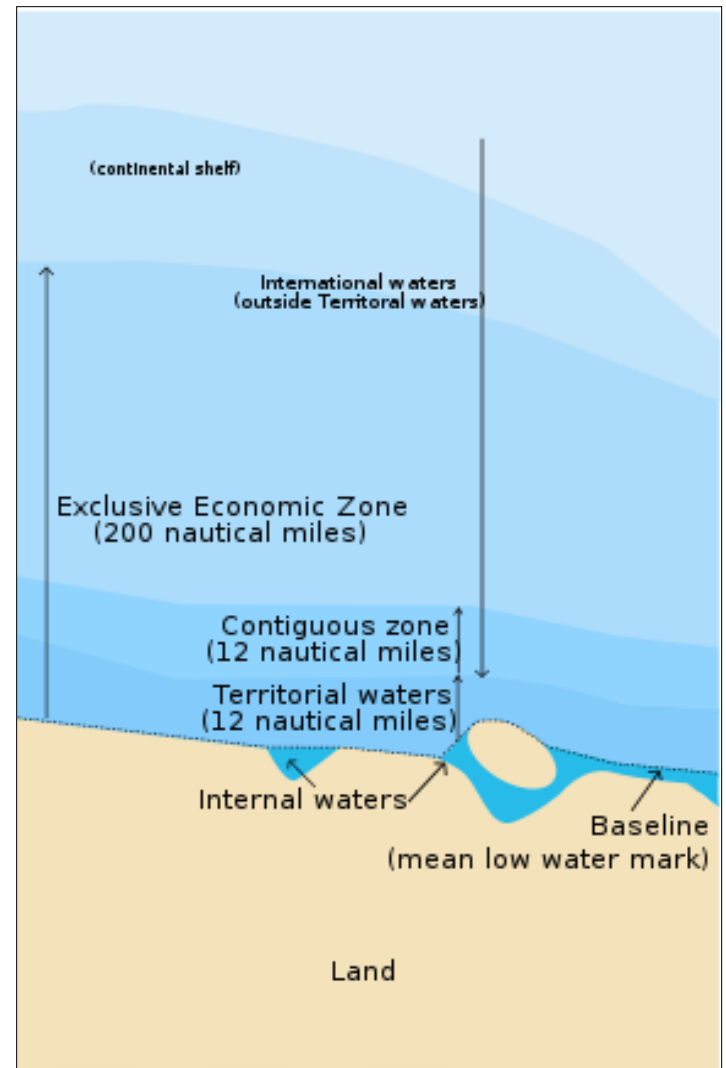 (continental shelf)
International waters
(outside Territoral waters)
Exclusive Economic Zone
(200 nautical miles)
Contiguous zone
(12 nautical miles)
Territorial waters
(12 nautical miles)
Internal waters
Baseline
(mean low water mark)
Land